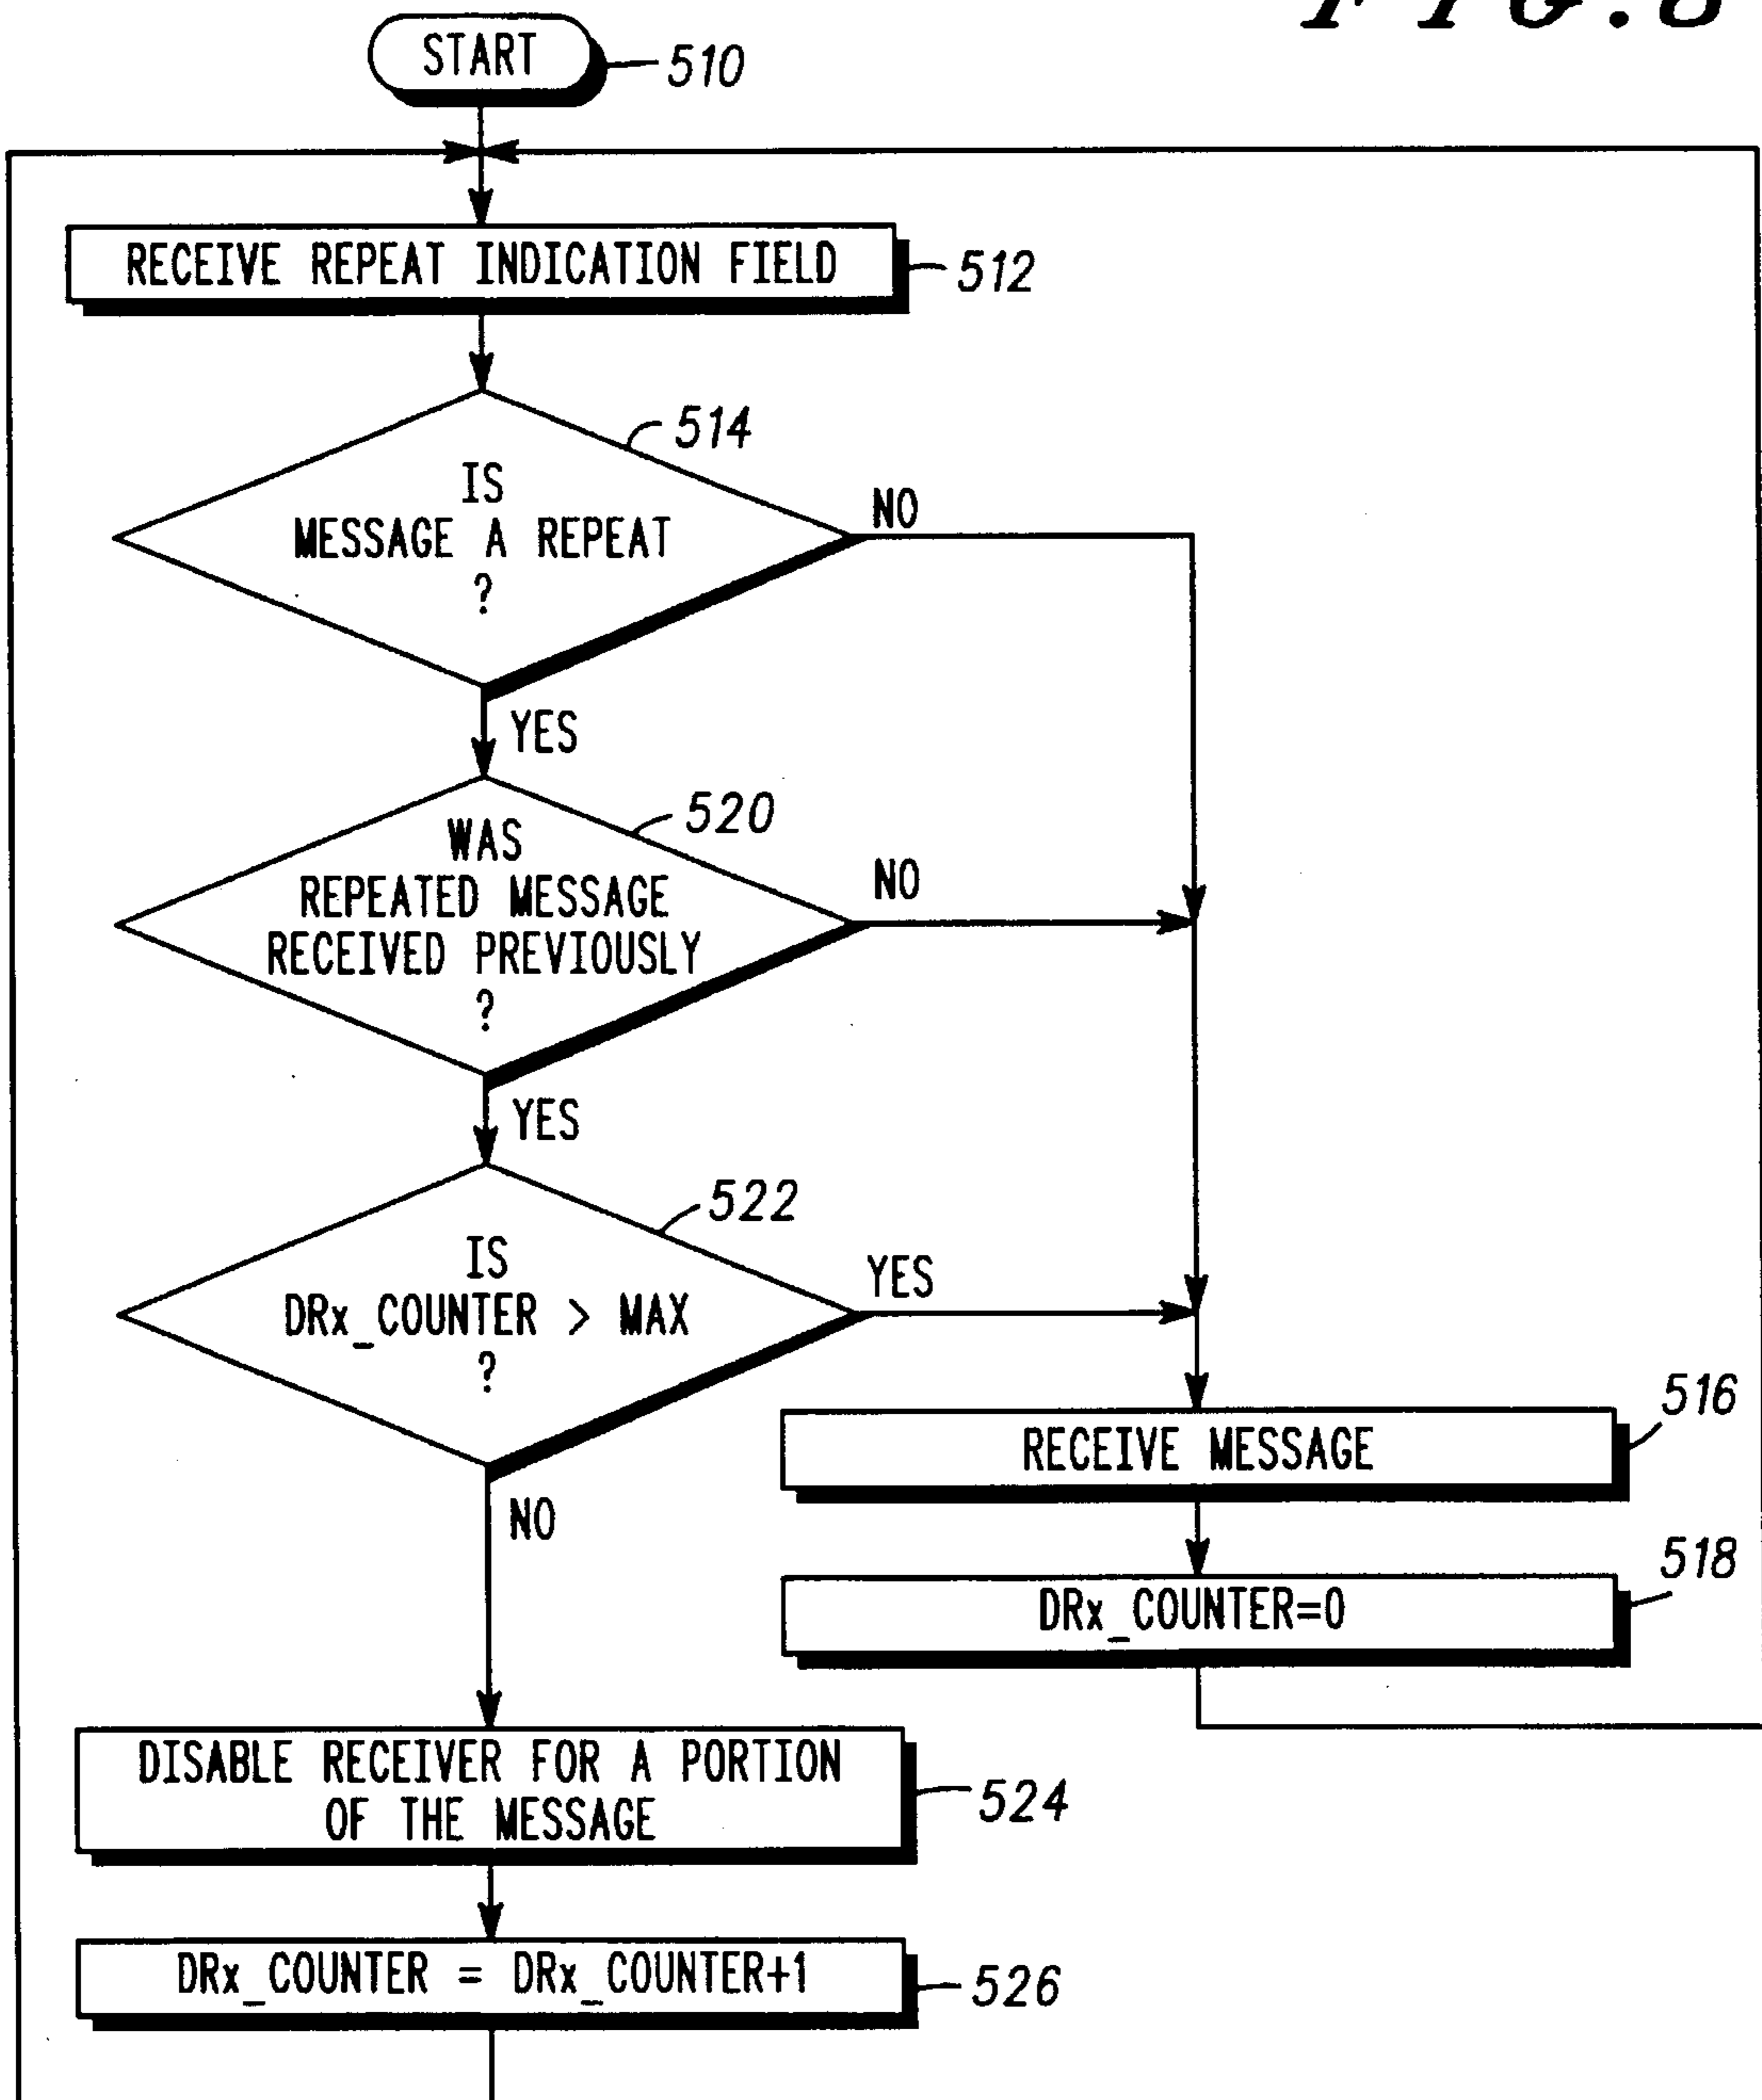 START
510
RECEIVE REPEAT INDICATION FIELD
512
514
IS
MESSAGE A REPEAT
?
NO
YES
520
WAS
REPEATED MESSAGE
RECEIVED PREVIOUSLY
?
NO
YES
522
IS
DRx_COUNTER > MAX
?
YES
NO
516
RECEIVE MESSAGE
518
DRx_COUNTER=0
DISABLE RECEIVER FOR A PORTION
OF THE MESSAGE
524
DRx_COUNTER = DRx_COUNTER+1
526